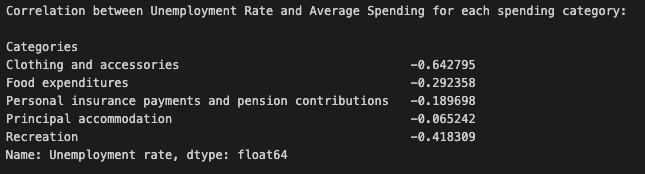 Correlation between Unemployment Rate and Average Spending for each spending category:
Categories
Clothing and accessories -0.642795
Food expenditures -0.292358
Personal insurance payments and pension contributions -0.189698
Principal accommodation -0.065242
Recreation -0.418309
Name: Unemployment rate, dtype: float64